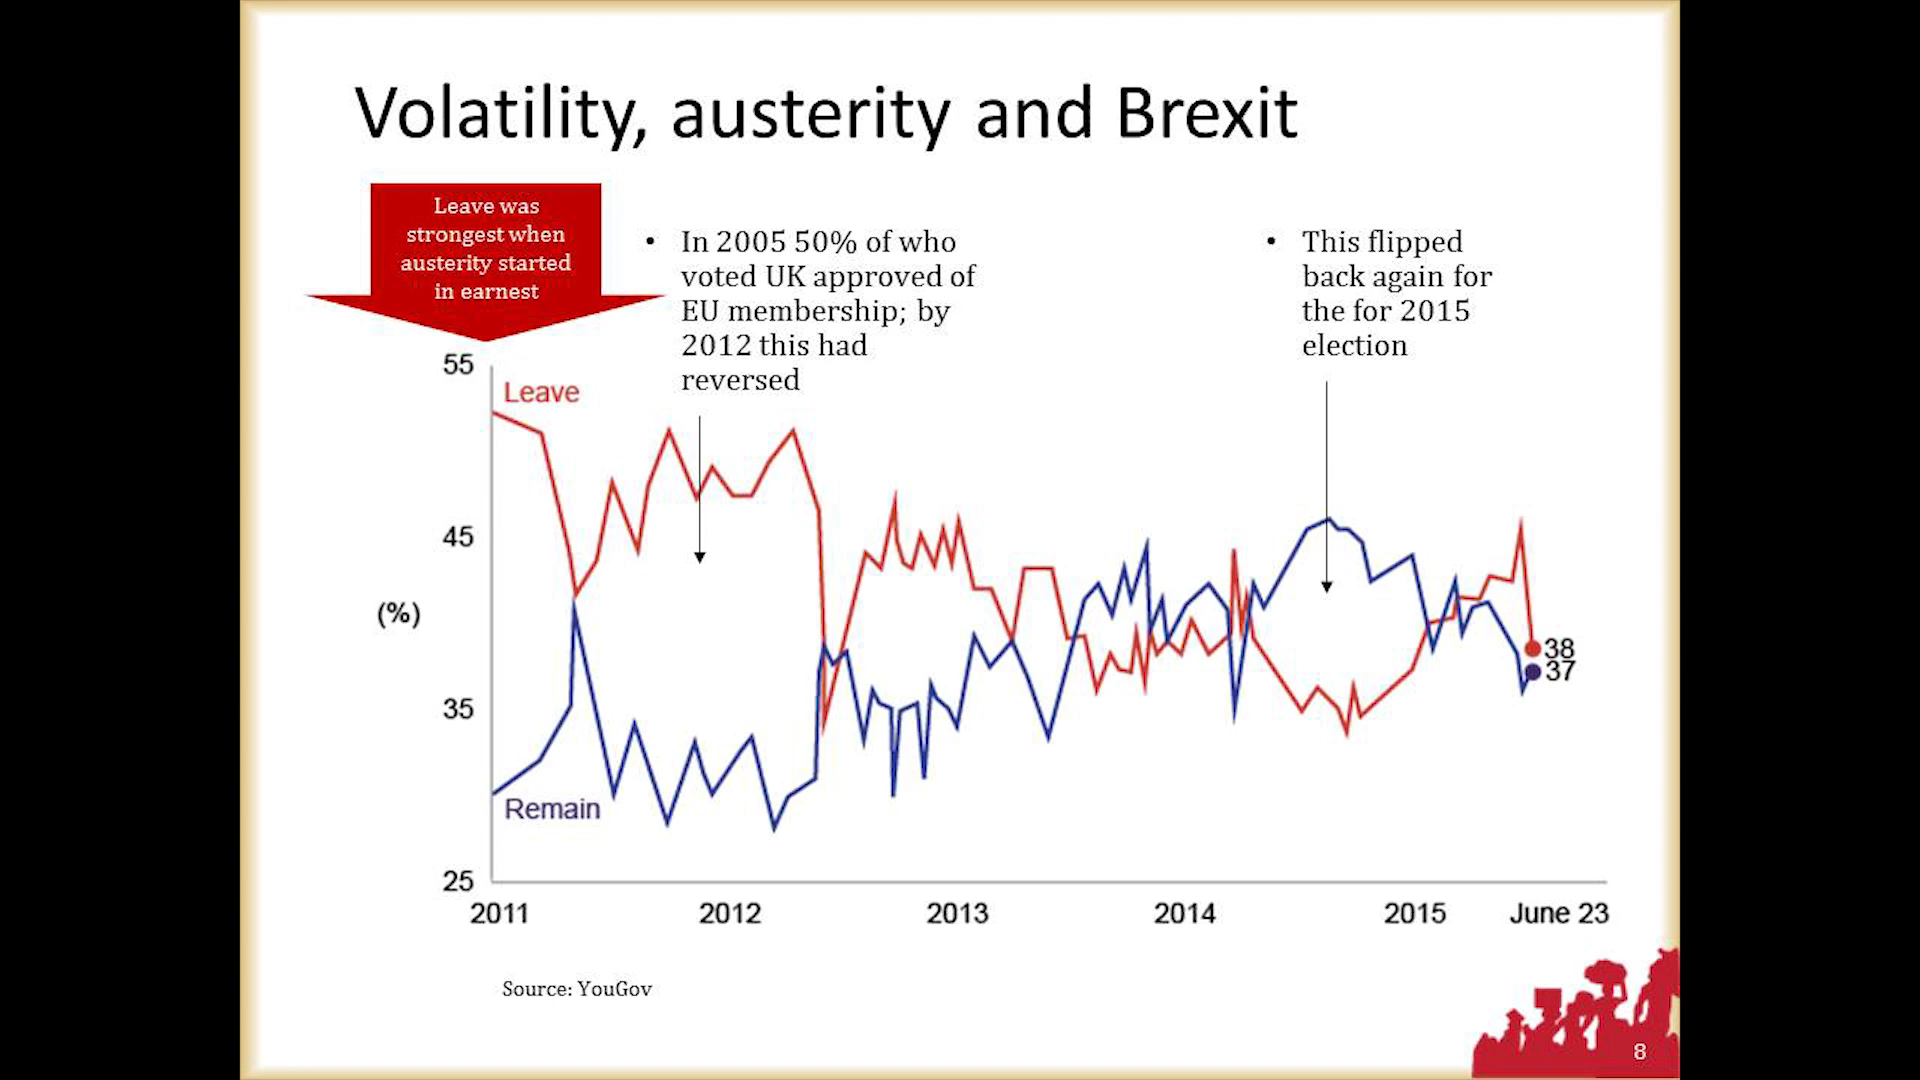 Volatility, austerity and Brexit
Leave was
strongest when
austerity started
in earnest
• In 2005 50% of who
voted UK approved of
EU membership; by
2012 this had
reversed
• This flipped
back again for
the for 2015
election
55
Leave
45
(%)
38
37
35
Remain
25
2011 2012 2013 2014 2015 June 23
Source: YouGov
8